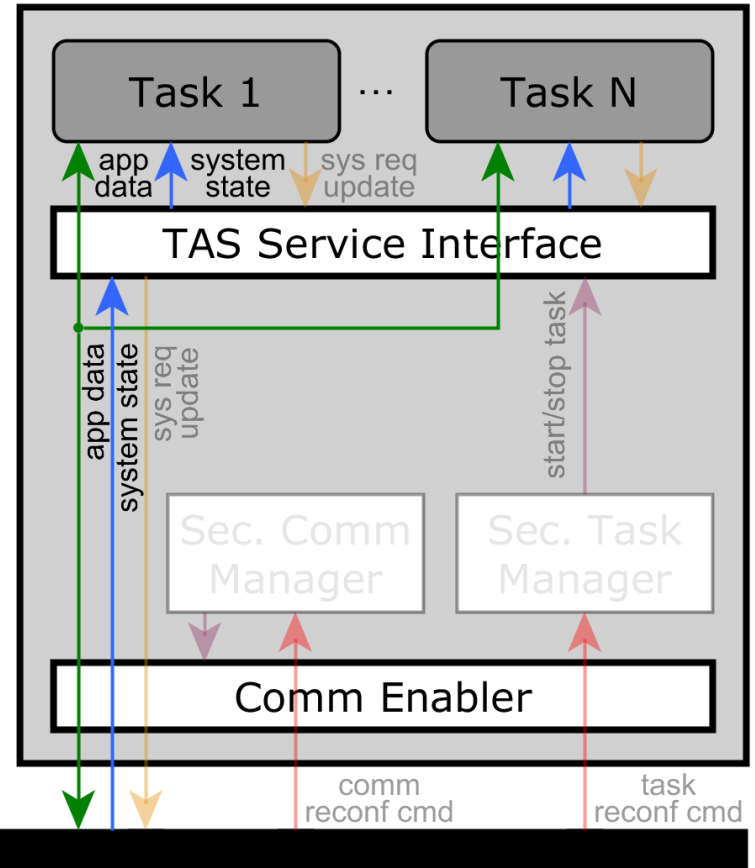 Task 1
...
Task N
app
data
system
state
sys req
update
TAS Service Interface
app data
system state
sys req
update
start/stop task
Sec. Comm
Manager
Sec. Task
Manager
Comm Enabler
comm
reconf cmd
task
reconf cmd